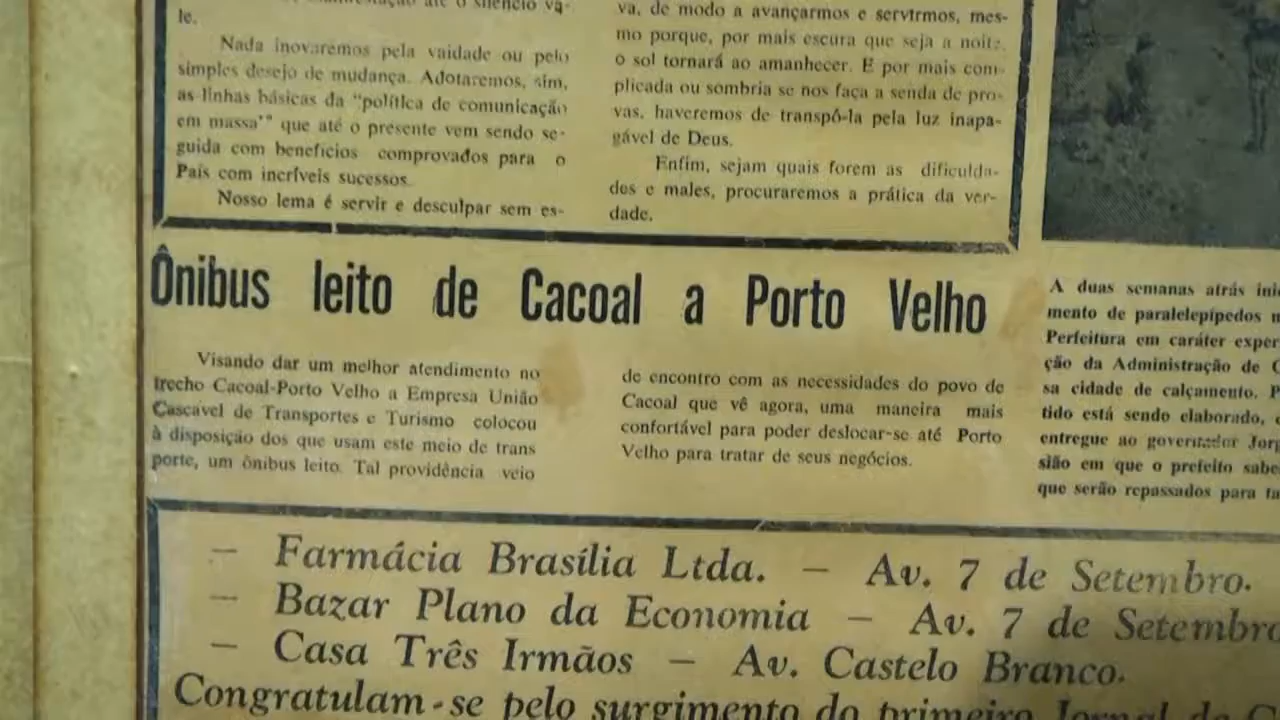 até o silêncio va-
le.
Nada inovaremos pela vaidade ou pelo
simples desejo de mudança. Adotaremos, sim,
as linhas básicas da "política de comunicação
em massa'" que até o presente vem sendo se-
guida com benefícios comprovados para o
País com incríveis sucessos.
Nosso lema é servir e desculpar sem es-
va, de modo a avançarmos e servirmos, mes-
mo porque, por mais escura que seja a noite,
o sol tornará ao amanhecer. E por mais com-
plicada ou sombria se nos faça a senda de pro-
vas, haveremos de transpô-la pela luz inapa-
gável de Deus.
Enfim, sejam quais forem as dificulda-
des e males, procuraremos a prática da ver-
dade.
Ônibus leito de Cacoal a Porto Velho
Visando dar um melhor atendimento no
trecho Cacoal-Porto Velho a Empresa União
Cascavel de Transportes e Turismo colocou
à disposição dos que usam este meio de trans
porte, um ônibus leito. Tal providência veio
de encontro com as necessidades do povo de
Cacoal que vê agora, uma maneira mais
confortável para poder deslocar-se até Porto
Velho para tratar de seus negócios.
A duas semanas atrás ini
mento de paralelepípedos
Perfeitura em caráter exper
ção da Administração de
sa cidade de calçamento. P
tido está sendo elaborado,
entregue ao governador Jorg
sião em que o prefeito sabe
que serão repassados para ta
— Farmácia Brasília Ltda. — Av. 7 de Setembro.
— Bazar Plano da Economia — Av. 7 de Setembro
— Casa Três Irmãos — Av. Castelo Branco.
Congratulam-se pelo surgimento do primeiro Jornal de C